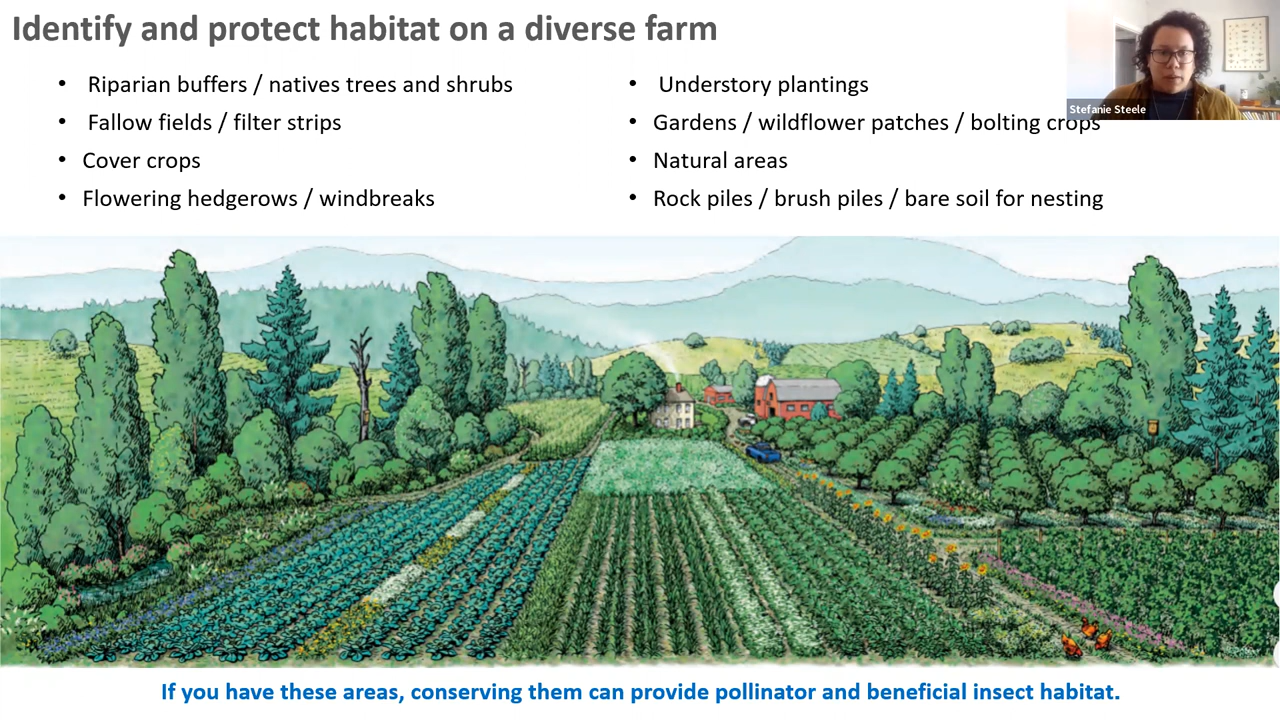 Identify and protect habitat on a diverse farm
• Riparian buffers / natives trees and shrubs
• Fallow fields / filter strips
• Cover crops
• Flowering hedgerows / windbreaks
• Understory plantings
• Gardens / wildflower patches / bolting crops
• Natural areas
• Rock piles / brush piles / bare soil for nesting
Stefanie Steele
If you have these areas, conserving them can provide pollinator and beneficial insect habitat.